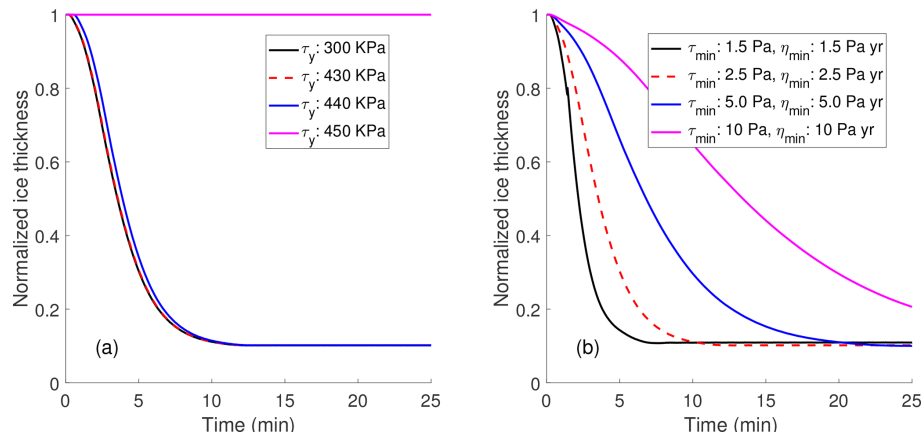 1
0.8
0.6
0.4
0.2
0
Normalized ice thickness
τy: 300 KPa
τy: 430 KPa
τy: 440 KPa
τy: 450 KPa
(a)
0 5 10 15 20 25
Time (min)
1
0.8
0.6
0.4
0.2
0
Normalized ice thickness
τmin: 1.5 Pa, ηmin: 1.5 Pa yr
τmin: 2.5 Pa, ηmin: 2.5 Pa yr
τmin: 5.0 Pa, ηmin: 5.0 Pa yr
τmin: 10 Pa, ηmin: 10 Pa yr
(b)
0 5 10 15 20 25
Time (min)